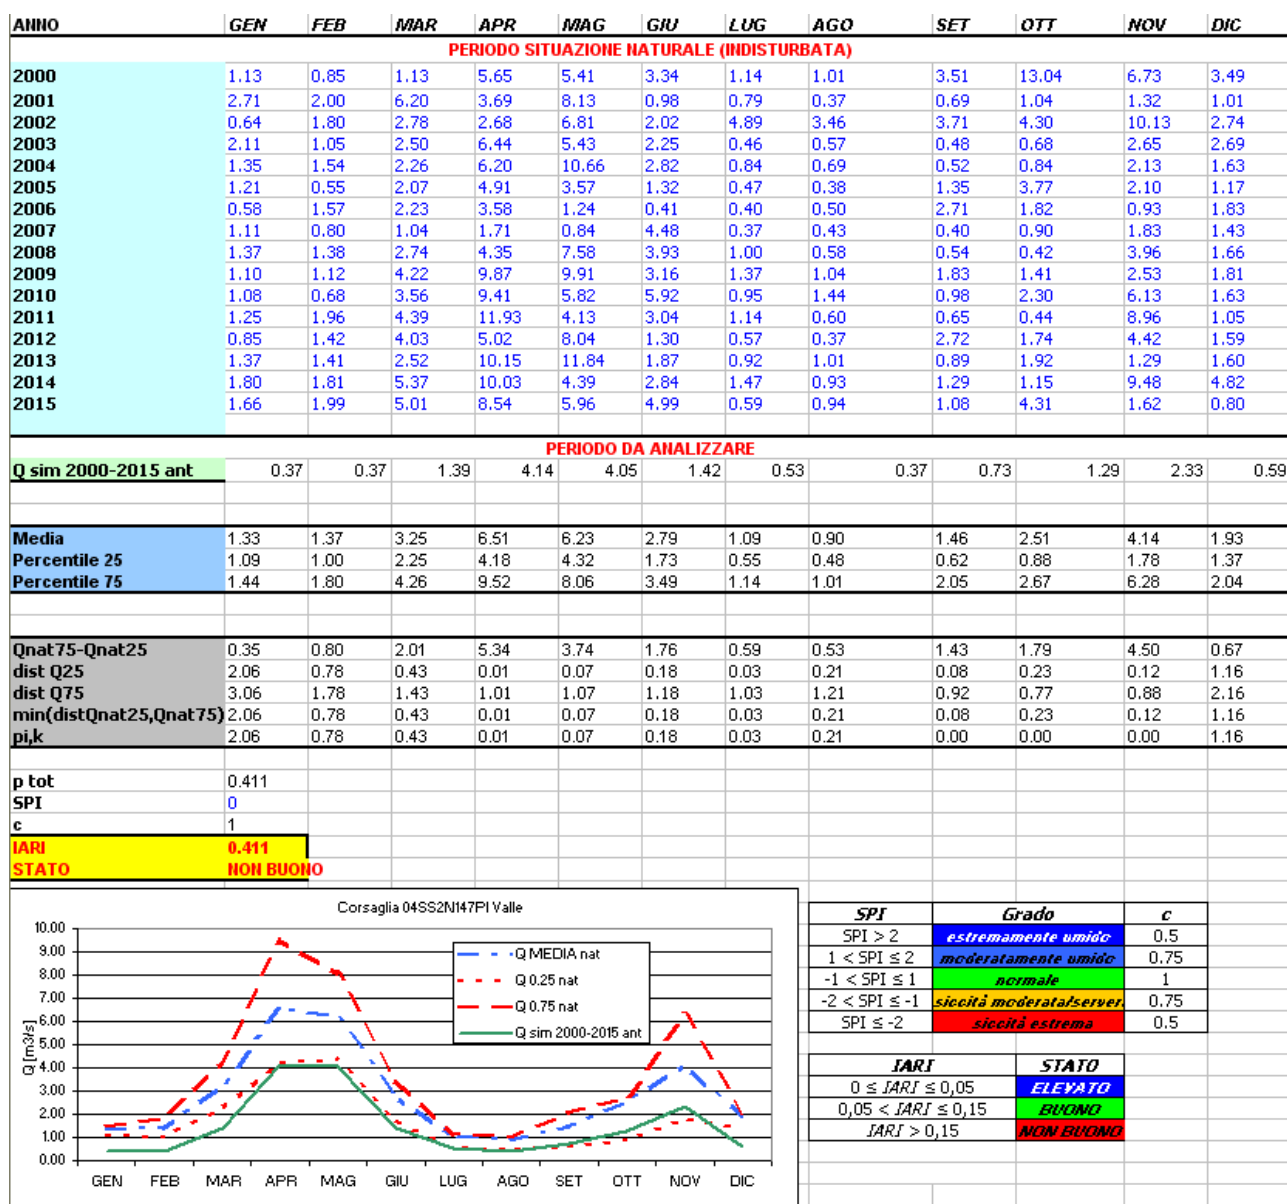 ANNO GEN FEB MAR APR MAG GIU LUG AGO SET OTT NOV DIC
PERIODO SITUAZIONE NATURALE (INDISTURBATA)
2000 1.13 0.85 1.13 5.65 5.41 3.34 1.14 1.01 3.51 13.04 6.73 3.49
2001 2.71 2.00 6.20 3.69 8.13 0.98 0.79 0.37 0.69 1.04 1.32 1.01
2002 0.64 1.80 2.78 2.68 6.81 2.02 4.89 3.46 3.71 4.30 10.13 2.74
2003 2.11 1.05 2.50 6.44 5.43 2.25 0.46 0.57 0.48 0.68 2.65 2.69
2004 1.35 1.54 2.26 6.20 10.66 2.82 0.84 0.69 0.52 0.84 2.13 1.63
2005 1.21 0.55 2.07 4.91 3.57 1.32 0.47 0.38 1.35 3.77 2.10 1.17
2006 0.58 1.57 2.23 3.58 1.24 0.41 0.40 0.50 2.71 1.82 0.93 1.83
2007 1.11 0.80 1.04 1.71 0.84 4.48 0.37 0.43 0.40 0.90 1.83 1.43
2008 1.37 1.38 2.74 4.35 7.58 3.93 1.00 0.58 0.54 0.42 3.96 1.66
2009 1.10 1.12 4.22 9.87 9.91 3.16 1.37 1.04 1.83 1.41 2.53 1.81
2010 1.08 0.68 3.56 9.41 5.82 5.92 0.95 1.44 0.98 2.30 6.13 1.63
2011 1.25 1.96 4.39 11.93 4.13 3.04 1.14 0.60 0.65 0.44 8.96 1.05
2012 0.85 1.42 4.03 5.02 8.04 1.30 0.57 0.37 2.72 1.74 4.42 1.59
2013 1.37 1.41 2.52 10.15 11.84 1.87 0.92 1.01 0.89 1.92 1.29 1.60
2014 1.80 1.81 5.37 10.03 4.39 2.84 1.47 0.93 1.29 1.15 9.48 4.82
2015 1.66 1.99 5.01 8.54 5.96 4.99 0.59 0.94 1.08 4.31 1.62 0.80
PERIODO DA ANALIZZARE
Q sim 2000-2015 ant 0.37 0.37 1.39 4.14 4.05 1.42 0.53 0.37 0.73 1.29 2.33 0.59
Media 1.33 1.37 3.25 6.51 6.23 2.79 1.09 0.90 1.46 2.51 4.14 1.93
Percentile 25 1.09 1.00 2.25 4.18 4.32 1.73 0.55 0.48 0.62 0.88 1.78 1.37
Percentile 75 1.44 1.80 4.26 9.52 8.06 3.49 1.14 1.01 2.05 2.67 6.28 2.04
Qnat75-Qnat25 0.35 0.80 2.01 5.34 3.74 1.76 0.59 0.53 1.43 1.79 4.50 0.67
dist Q25 2.06 0.78 0.43 0.01 0.07 0.18 0.03 0.21 0.08 0.23 0.12 1.16
dist Q75 3.06 1.78 1.43 1.01 1.07 1.18 1.03 1.21 0.92 0.77 0.88 2.16
min(distQnat25,Qnat75) 2.06 0.78 0.43 0.01 0.07 0.18 0.03 0.21 0.08 0.23 0.12 1.16
pi,k 2.06 0.78 0.43 0.01 0.07 0.18 0.03 0.21 0.00 0.00 0.00 1.16
p tot 0.411
SPI 0
c 1
IARI 0.411
STATO NON BUONO
Corsaglia 04SS2N147PI Valle
Q [m3/s]
10.00
9.00
8.00
7.00
6.00
5.00
4.00
3.00
2.00
1.00
0.00
Q MEDIA nat
Q 0.25 nat
Q 0.75 nat
Q sim 2000-2015 ant
GEN FEB MAR APR MAG GIU LUG AGO SET OTT NOV DIC
SPI Grado c
SPI > 2 estremamente umido 0.5
1 < SPI ≤ 2 moderatamente umido 0.75
-1 < SPI ≤ 1 normale 1
-2 < SPI ≤ -1 siccità moderata/server. 0.75
SPI ≤ -2 siccità estrema 0.5
IARI STATO
0 ≤ IARI ≤ 0,05 ELEVATO
0,05 < IARI ≤ 0,15 BUONO
IARI > 0,15 NON BUONO